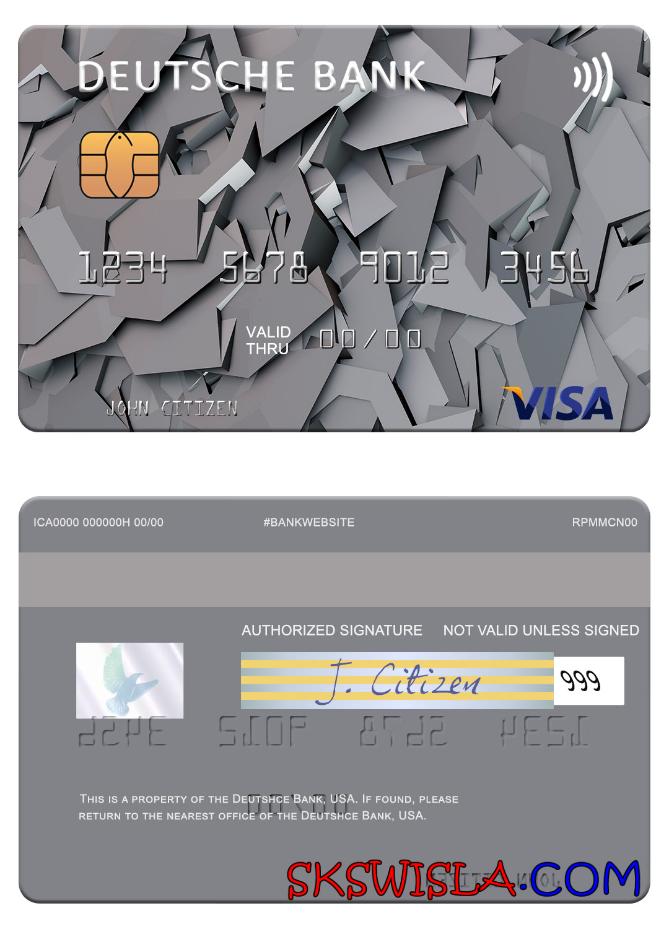 DEUTSCHE BANK
1234 5678 9012 3456
VALID THRU 00/00
JOHN CITIZEN
VISA
ICA0000 000000H 00/00 #BANKWEBSITE RPMMCN00
AUTHORIZED SIGNATURE NOT VALID UNLESS SIGNED
J. Citizen 999
THIS IS A PROPERTY OF THE DEUTSHCE BANK, USA. IF FOUND, PLEASE
RETURN TO THE NEAREST OFFICE OF THE DEUTSHCE BANK, USA.
SKSWISLA.COM